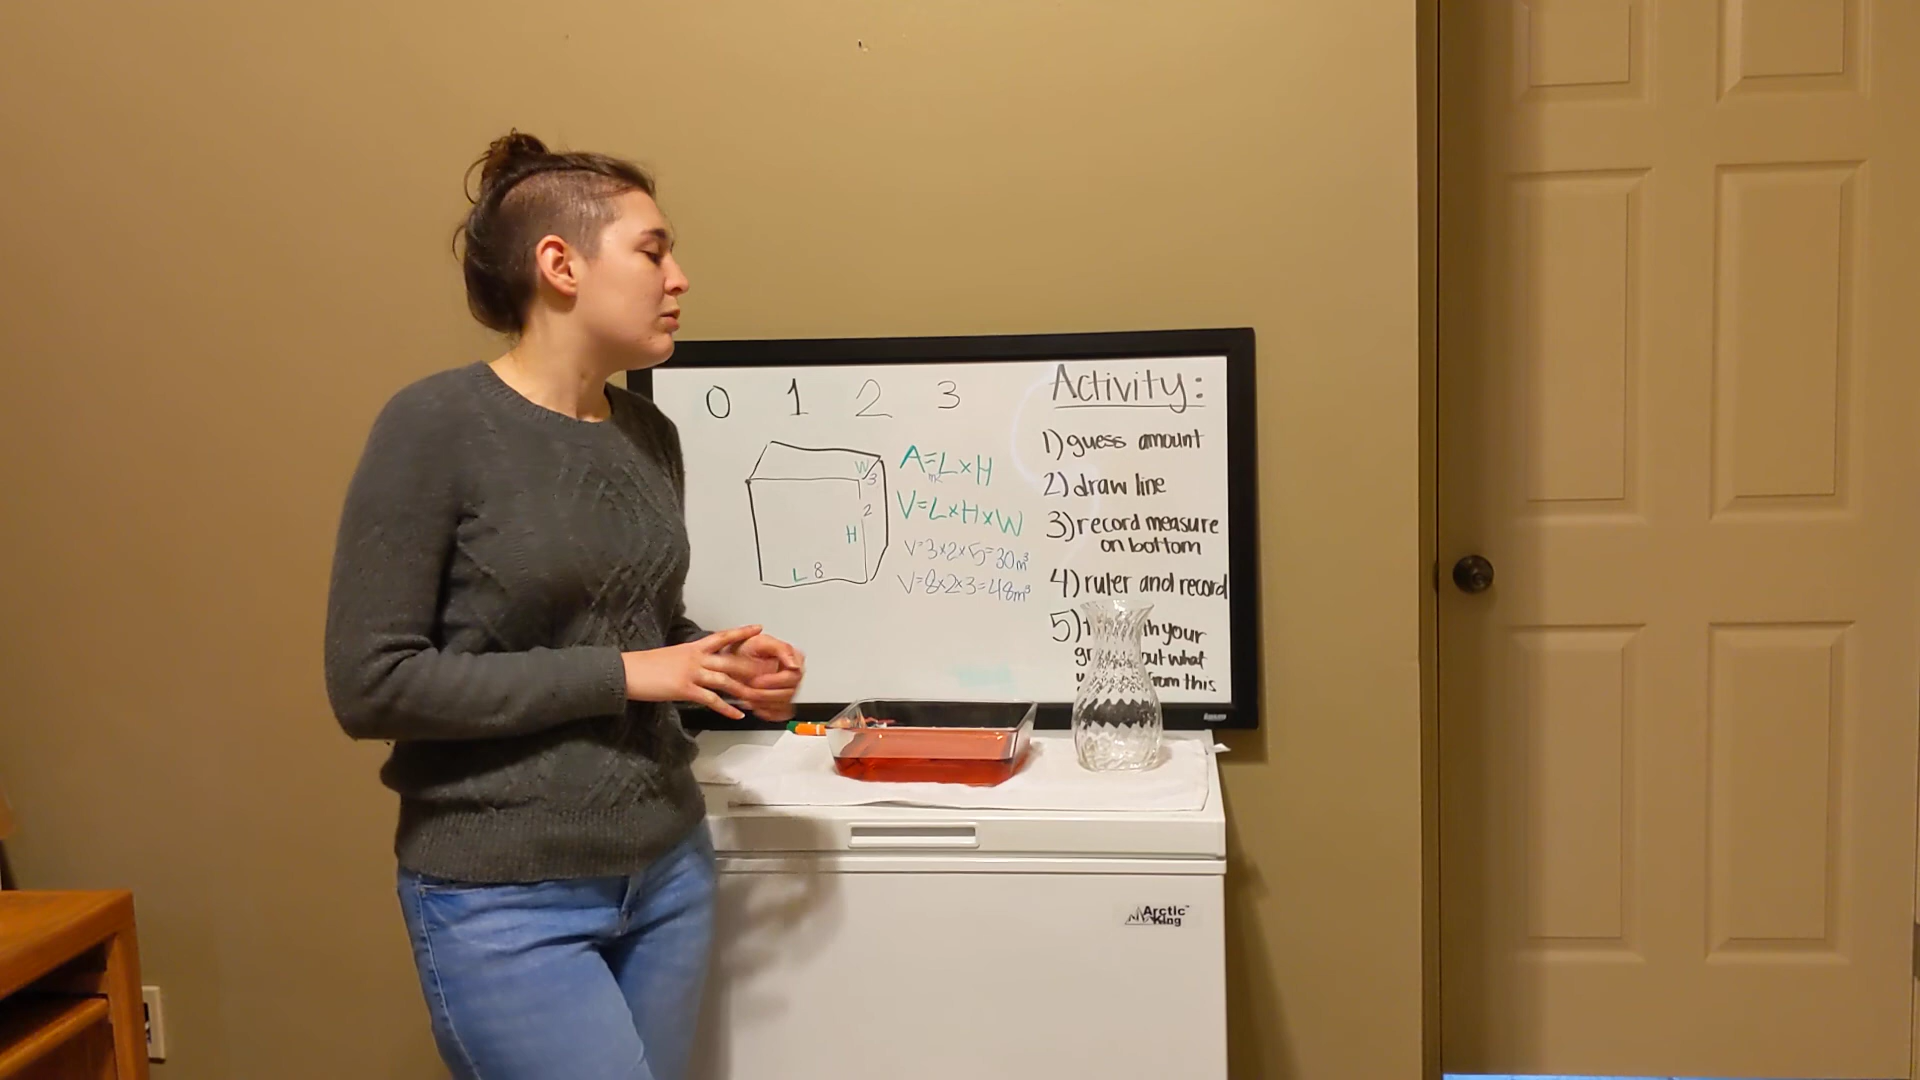 0 1 2 3
W
3
2
H
L 8
A=L×H
V=L×H×W
V=3×2×5=30m³
V=8×2×3=48m³
Activity:
1) guess amount
2) draw line
3) record measure
on bottom
4) ruler and record
5) your
what
from this
Arctic
King